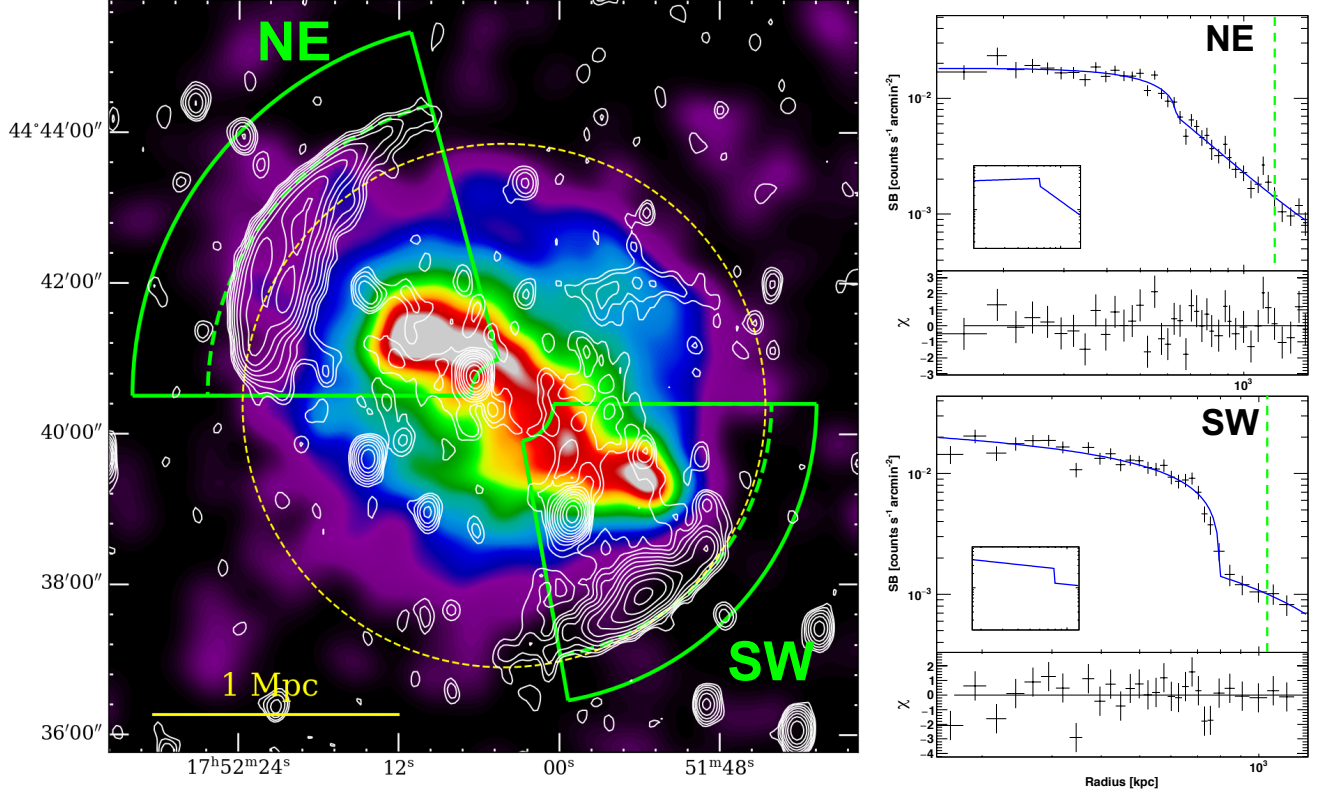 NE
SW
1 Mpc
44°44′00″
42′00″
40′00″
38′00″
36′00″
17ʰ52ᵐ24ˢ
12ˢ
00ˢ
51ᵐ48ˢ
NE
SB [counts s⁻¹ arcmin⁻²]
10⁻²
10⁻³
χ
3
2
1
0
-1
-2
-3
10³
SW
SB [counts s⁻¹ arcmin⁻²]
10⁻²
10⁻³
χ
2
1
0
-1
-2
-3
-4
10³
Radius [kpc]